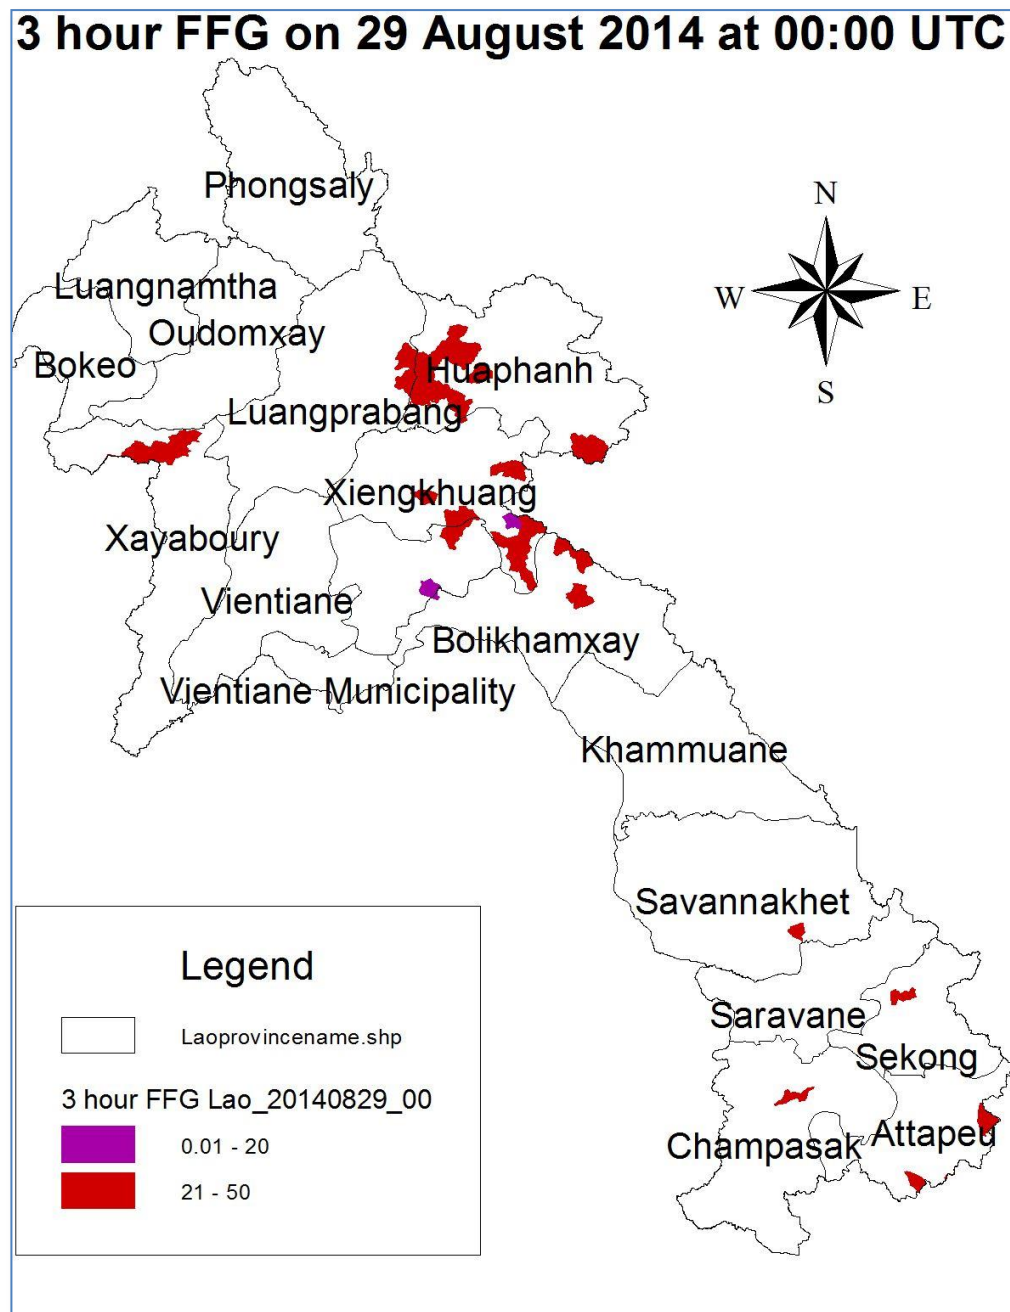 3 hour FFG on 29 August 2014 at 00:00 UTC
Phongsaly
N
Luangnamtha
W
E
Oudomxay
Bokeo
Huaphanh
S
Luangprabang
Xiengkhuang
Xayaboury
Vientiane
Bolikhamxay
Vientiane Municipality
Khammuane
Savannakhet
Saravane
Sekong
Attapeu
Champasak
Legend
Laoprovincename.shp
3 hour FFG Lao_20140829_00
0.01 - 20
21 - 50